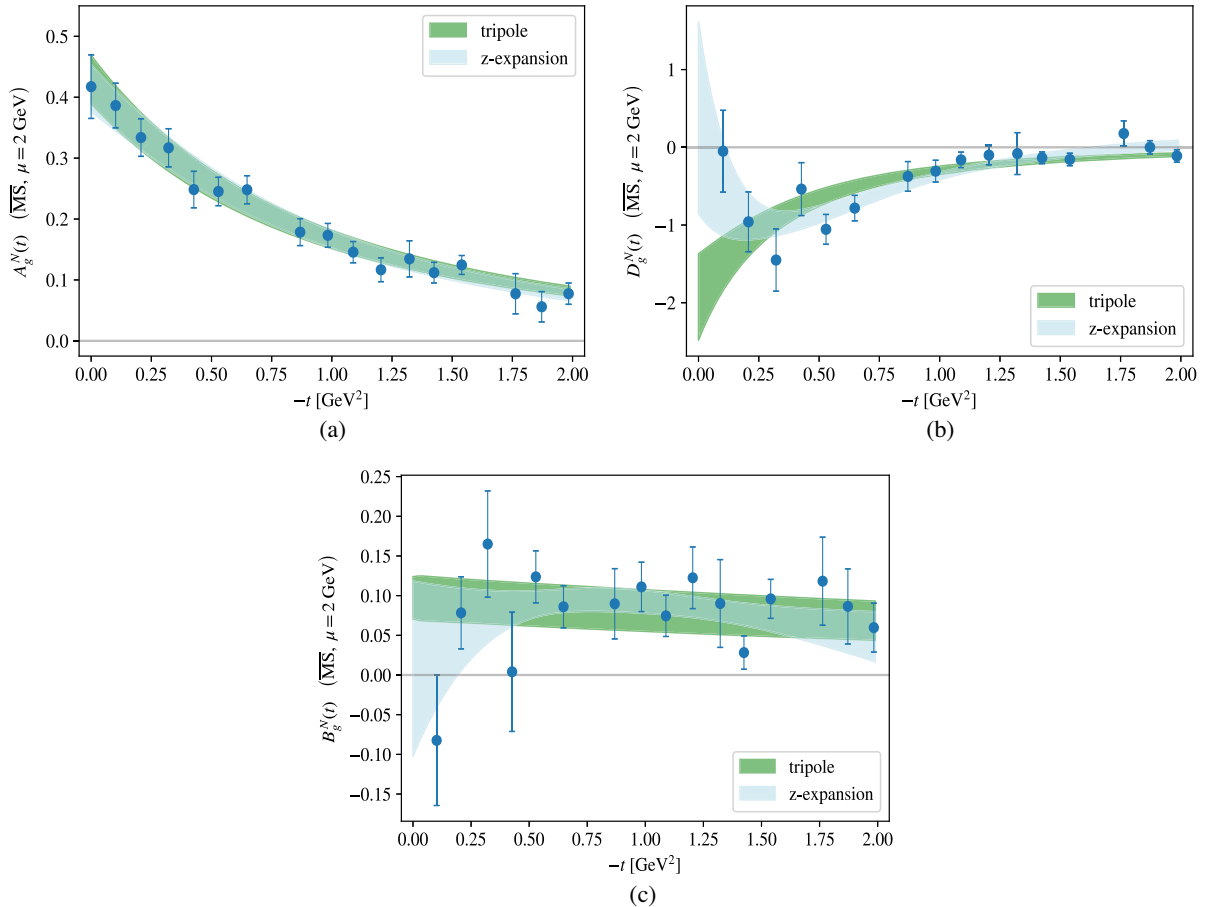 A_g^N(t) (M̅S̅, μ = 2 GeV)
0.5
0.4
0.3
0.2
0.1
0.0
tripole
z-expansion
0.00 0.25 0.50 0.75 1.00 1.25 1.50 1.75 2.00
−t [GeV²]
(a)
D_g^N(t) (M̅S̅, μ = 2 GeV)
1
0
−1
−2
tripole
z-expansion
0.00 0.25 0.50 0.75 1.00 1.25 1.50 1.75 2.00
−t [GeV²]
(b)
B_g^N(t) (M̅S̅, μ = 2 GeV)
0.25
0.20
0.15
0.10
0.05
0.00
−0.05
−0.10
−0.15
tripole
z-expansion
0.00 0.25 0.50 0.75 1.00 1.25 1.50 1.75 2.00
−t [GeV²]
(c)